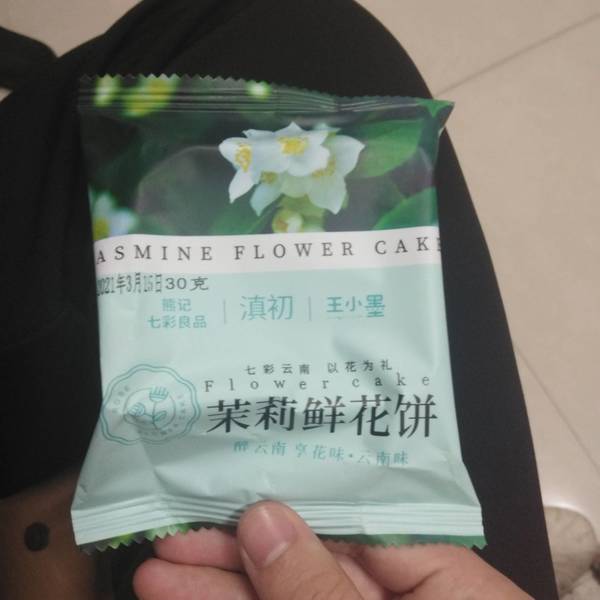 ASMINE FLOWER CAKE
2021年3月15日30克
熊记
七彩良品
滇初
王小墨
七彩云南 以花为礼
Flower cake
茉莉鲜花饼
醉云南 享花味·云南味